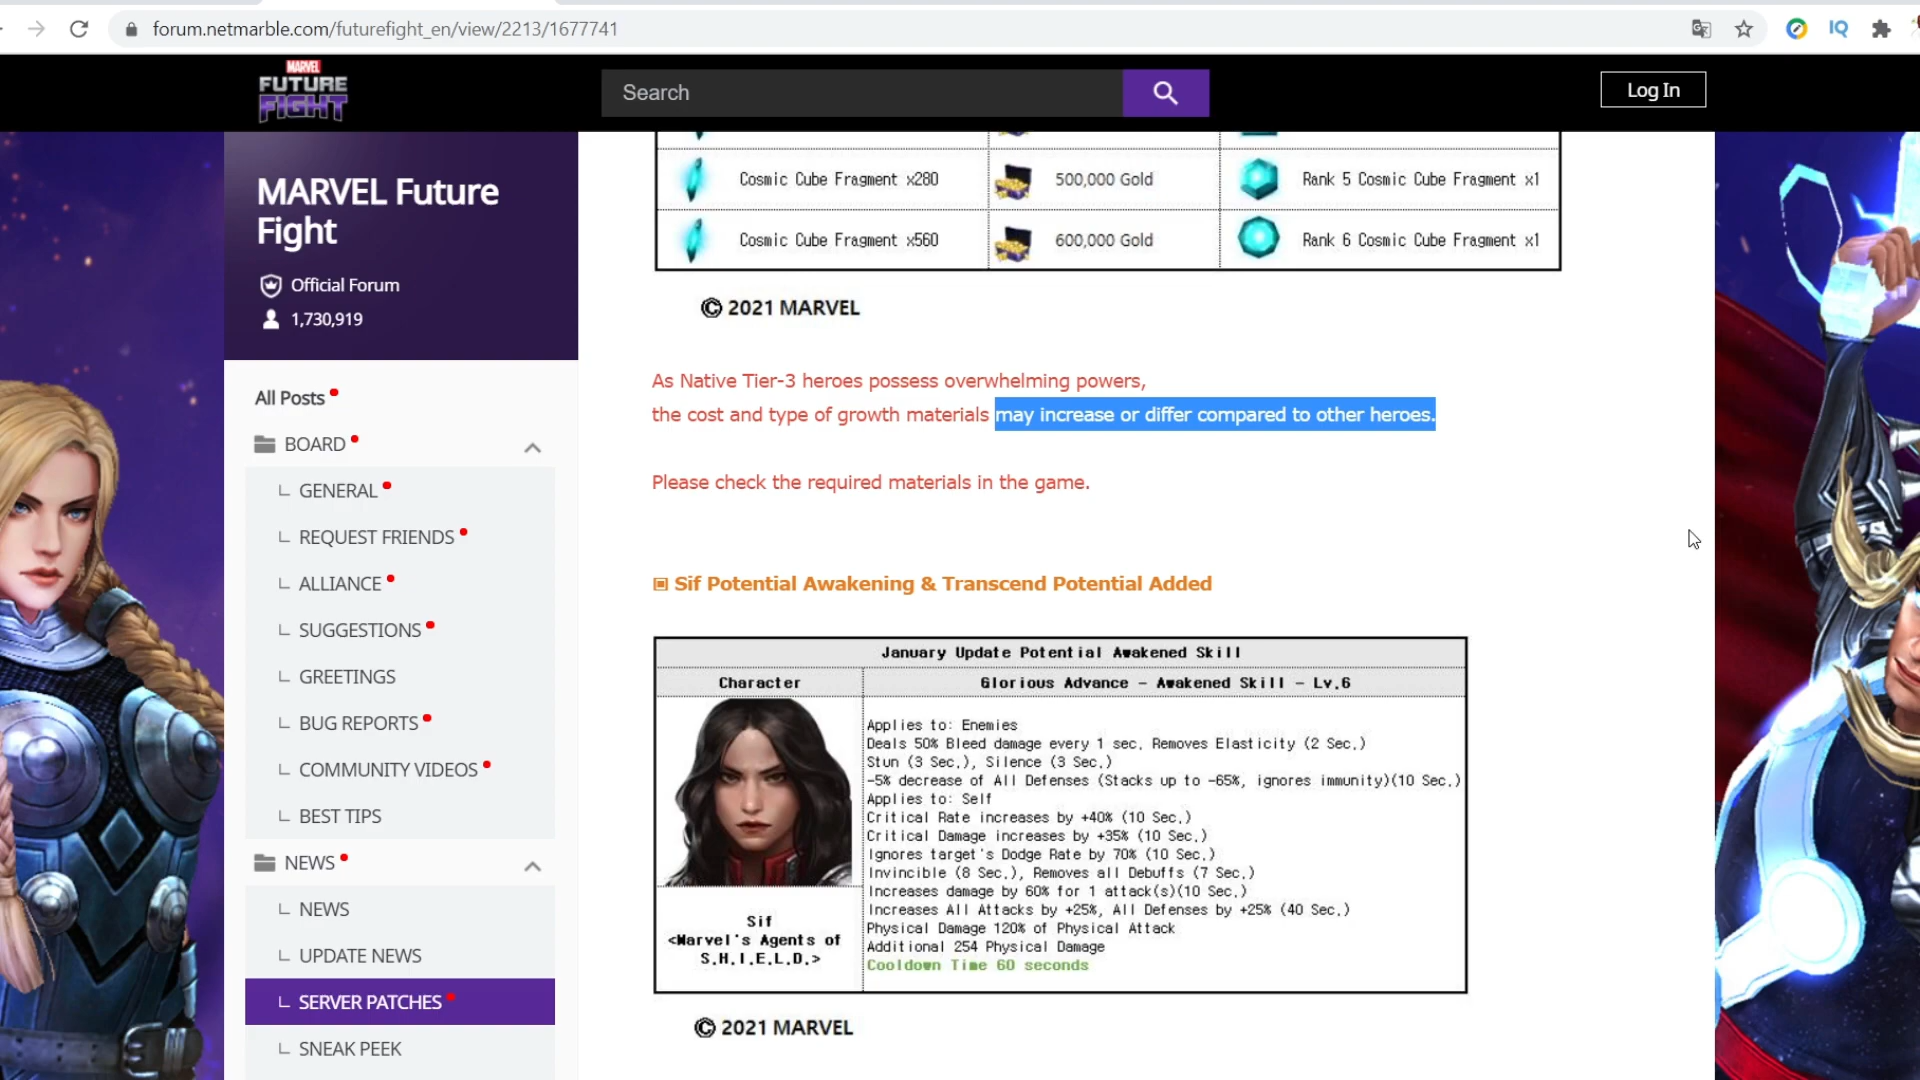 forum.netmarble.com/futurefight_en/view/2213/1677741
IQ
MARVEL
FUTURE
FIGHT
Search
Log In
MARVEL Future
Fight
Official Forum
1,730,919
All Posts
BOARD
GENERAL
REQUEST FRIENDS
ALLIANCE
SUGGESTIONS
GREETINGS
BUG REPORTS
COMMUNITY VIDEOS
BEST TIPS
NEWS
NEWS
UPDATE NEWS
SERVER PATCHES
SNEAK PEEK
Cosmic Cube Fragment x280 500,000 Gold Rank 5 Cosmic Cube Fragment x1
Cosmic Cube Fragment x560 600,000 Gold Rank 6 Cosmic Cube Fragment x1
© 2021 MARVEL
As Native Tier-3 heroes possess overwhelming powers,
the cost and type of growth materials may increase or differ compared to other heroes.
Please check the required materials in the game.
▣ Sif Potential Awakening & Transcend Potential Added
January Update Potential Awakened Skill
Character Glorious Advance - Awakened Skill - Lv.6
Applies to: Enemies
Deals 50% Bleed damage every 1 sec. Removes Elasticity (2 Sec.)
Stun (3 Sec.), Silence (3 Sec.)
-5% decrease of All Defenses (Stacks up to -65%, ignores immunity)(10 Sec.)
Applies to: Self
Critical Rate increases by +40% (10 Sec.)
Critical Damage increases by +35% (10 Sec.)
Ignores target's Dodge Rate by 70% (10 Sec.)
Invincible (8 Sec.), Removes all Debuffs (7 Sec.)
Increases damage by 60% for 1 attack(s)(10 Sec.)
Increases All Attacks by +25%, All Defenses by +25% (40 Sec.)
Physical Damage 120% of Physical Attack
Additional 254 Physical Damage
Cooldown Time 60 seconds
Sif
<Marvel's Agents of
S.H.I.E.L.D.>
© 2021 MARVEL